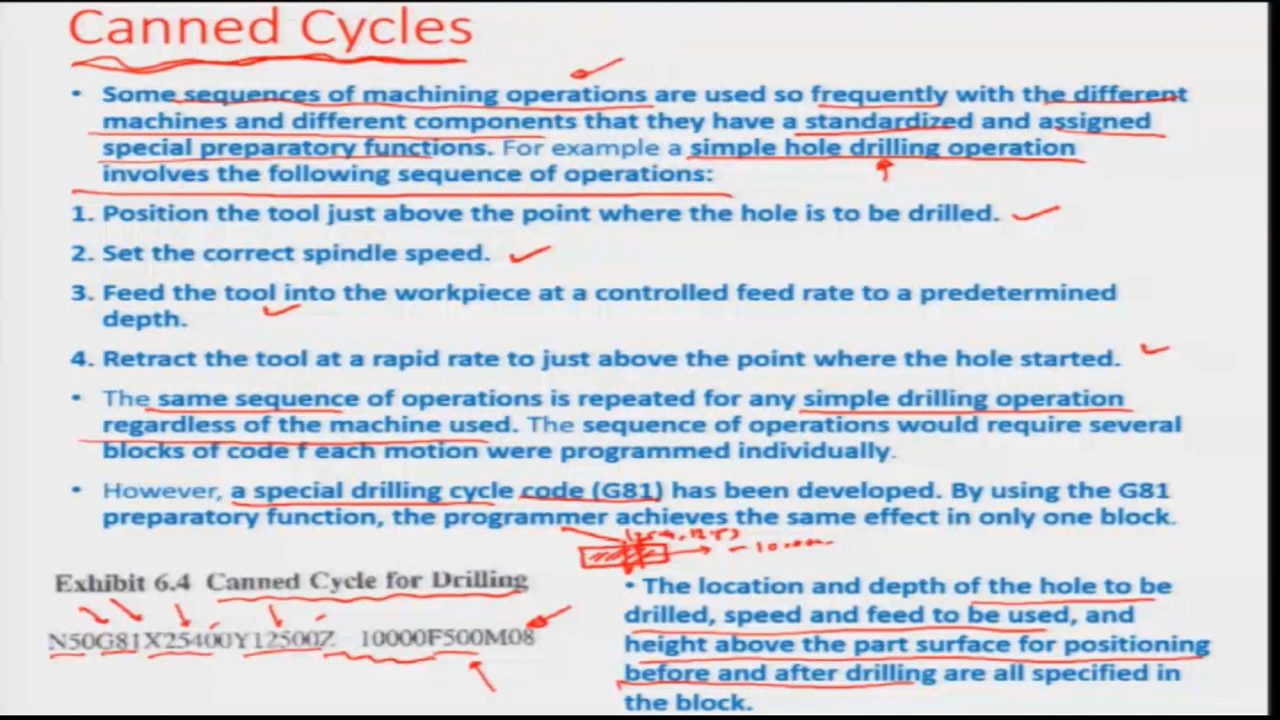 Canned Cycles
• Some sequences of machining operations are used so frequently with the different
machines and different components that they have a standardized and assigned
special preparatory functions. For example a simple hole drilling operation
involves the following sequence of operations:
1. Position the tool just above the point where the hole is to be drilled.
2. Set the correct spindle speed.
3. Feed the tool into the workpiece at a controlled feed rate to a predetermined
depth.
4. Retract the tool at a rapid rate to just above the point where the hole started.
• The same sequence of operations is repeated for any simple drilling operation
regardless of the machine used. The sequence of operations would require several
blocks of code f each motion were programmed individually.
• However, a special drilling cycle code (G81) has been developed. By using the G81
preparatory function, the programmer achieves the same effect in only one block.
Exhibit 6.4 Canned Cycle for Drilling
N50G81X25400Y12500Z 10000F500M08
• The location and depth of the hole to be
drilled, speed and feed to be used, and
height above the part surface for positioning
before and after drilling are all specified in
the block.